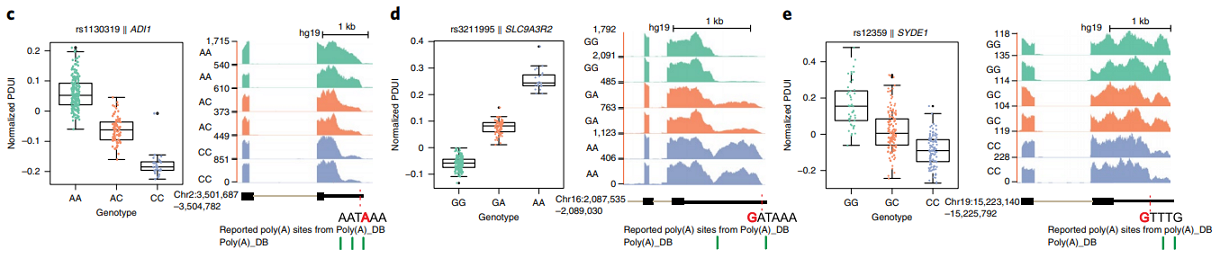 c
rs1130319 || ADI1
Normalized PDUI
0.2
0.1
0
−0.1
−0.2
AA AC CC
Genotype
hg19 1 kb
1,715
AA
540
AA
610
AC
373
AC
449
CC
851
CC
0
Chr2:3,501,687
−3,504,782
AATAAA
Reported poly(A) sites from Poly(A)_DB
Poly(A)_DB
d
rs3211995 || SLC9A3R2
Normalized PDUI
0.4
0.3
0.2
0.1
0
−0.1
GG GA AA
Genotype
hg19 1 kb
1,792
GG
GG
485
GA
763
GA
1,123
AA
406
AA
0
Chr16:2,087,535
−2,089,030
GATAAA
Reported poly(A) sites from Poly(A)_DB
Poly(A)_DB
e
rs12359 || SYDE1
Normalized PDUI
0.4
0.2
0
−0.2
GG GC CC
Genotype
hg19 1 kb
118
GG
135
GG
114
GC
104
GC
119
CC
228
CC
0
Chr19:15,223,140
−15,225,792
GTTTG
Reported poly(A) sites from poly(A)_DB
Poly(A)_DB